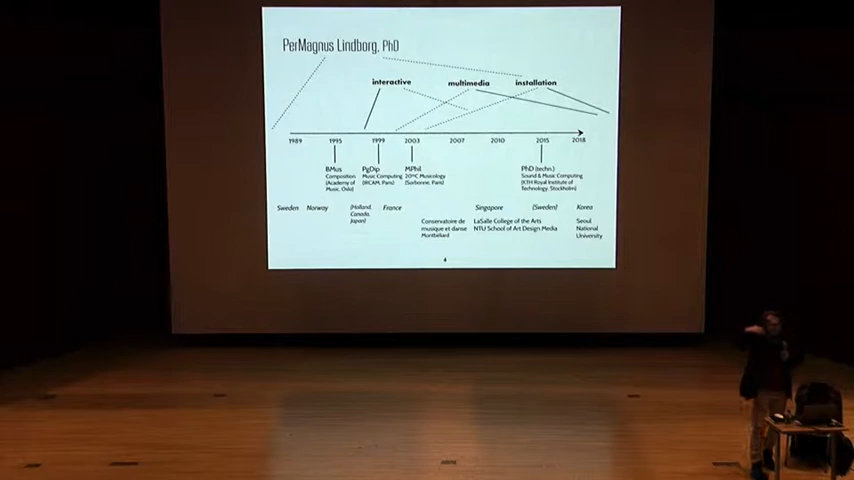 PerMagnus Lindborg, PhD
interactive multimedia installation
1989 1995 1999 2003 2007 2010 2015 2018
BMus
Composition
(Academy of
Music, Oslo)
PgDip
Music Computing
(IRCAM, Paris)
MPhil
20thC Musicology
(Sorbonne, Paris)
PhD (techn.)
Sound & Music Computing
(KTH Royal Institute of
Technology, Stockholm)
Sweden Norway (Holland, Canada, Japan) France Singapore (Sweden) Korea
Conservatoire de
musique et danse
Montbéliard
LaSalle College of the Arts
NTU School of Art Design Media
Seoul
National
University
4